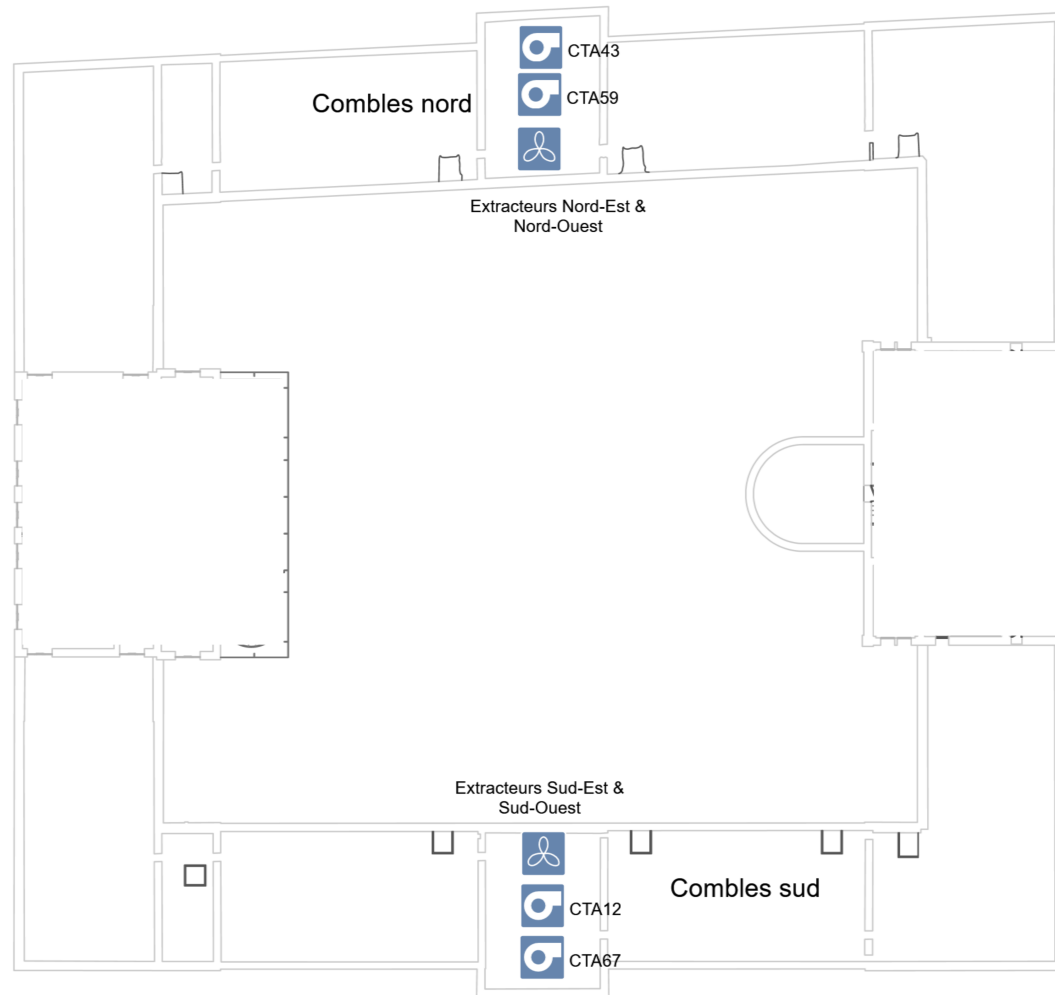 CTA43
CTA59
Combles nord
Extracteurs Nord-Est &
Nord-Ouest
Extracteurs Sud-Est &
Sud-Ouest
Combles sud
CTA12
CTA67